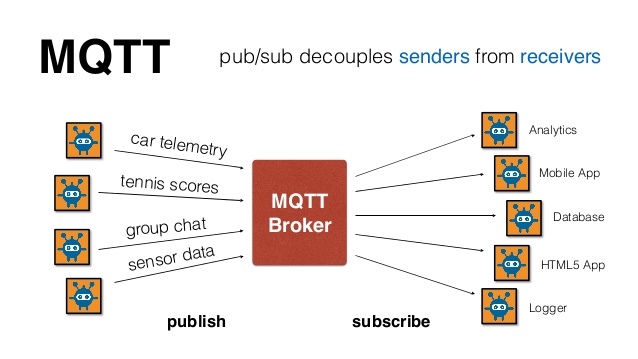 MQTT
pub/sub decouples senders from receivers
car telemetry
tennis scores
group chat
sensor data
MQTT
Broker
Analytics
Mobile App
Database
HTML5 App
Logger
publish
subscribe